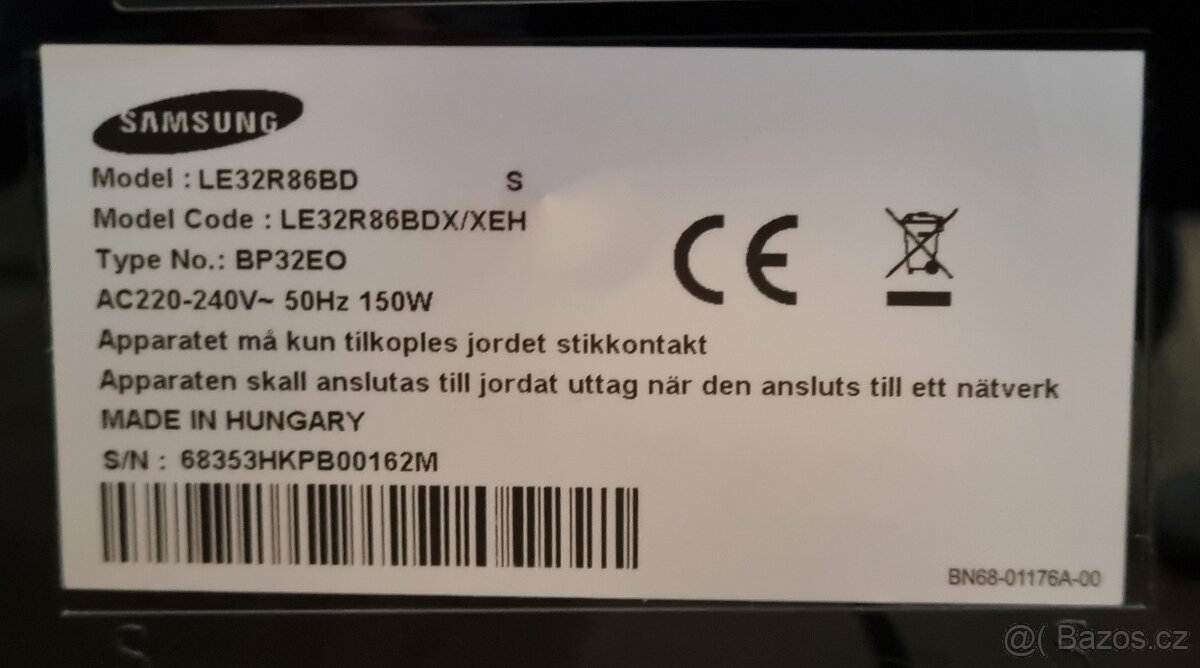 SAMSUNG
Model : LE32R86BD S
Model Code : LE32R86BDX/XEH
Type No.: BP32EO
AC220-240V~ 50Hz 150W
Apparatet må kun tilkoples jordet stikkontakt
Apparaten skall anslutas till jordat uttag när den ansluts till ett nätverk
MADE IN HUNGARY
S/N : 68353HKPB00162M
CE
BN68-01176A-00
@( Bazos.cz